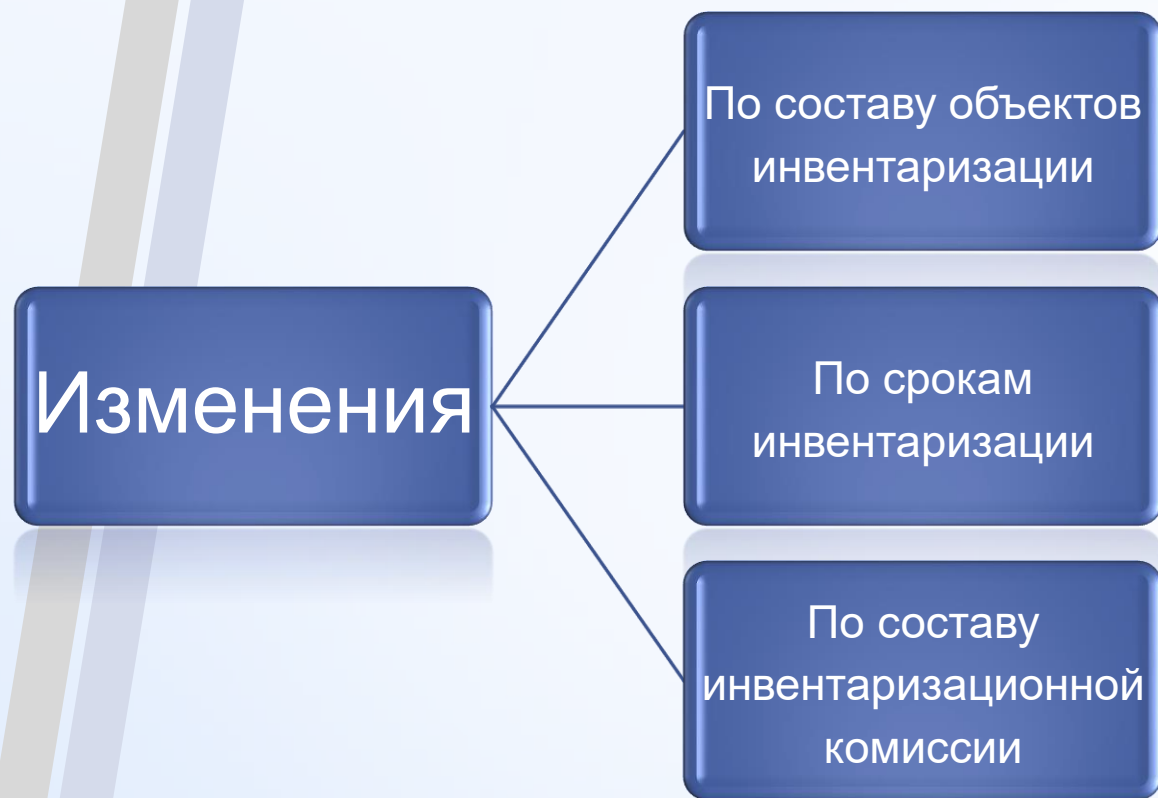 Изменения
По составу объектов
инвентаризации
По срокам
инвентаризации
По составу
инвентаризационной
комиссии